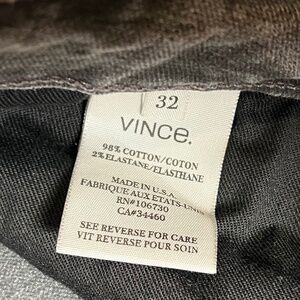 32
VINCE.
98% COTTON/COTON
2% ELASTANE/ELASTHANE
MADE IN U.S.A.
FABRIQUE AUX ETATS-UNIS
RN#106730
CA#34460
SEE REVERSE FOR CARE
VIT REVERSE POUR SOIN